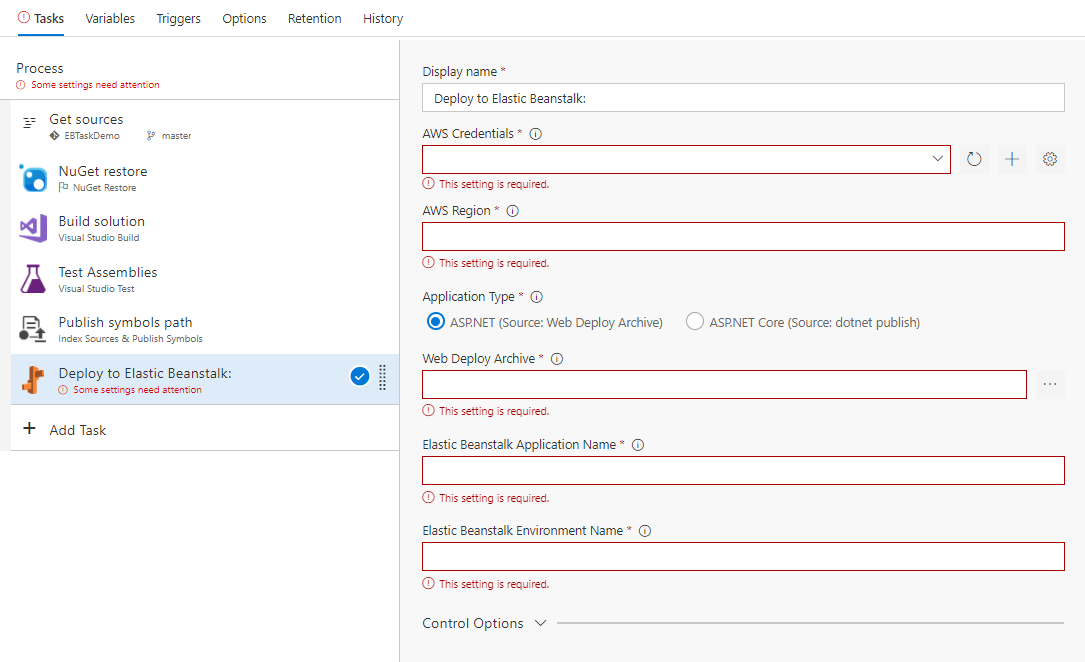 Tasks Variables Triggers Options Retention History
Process
Some settings need attention
Get sources
EBTaskDemo master
NuGet restore
NuGet Restore
Build solution
Visual Studio Build
Test Assemblies
Visual Studio Test
Publish symbols path
Index Sources & Publish Symbols
Deploy to Elastic Beanstalk:
Some settings need attention
Add Task
Display name *
Deploy to Elastic Beanstalk:
AWS Credentials *
This setting is required.
AWS Region *
This setting is required.
Application Type *
ASP.NET (Source: Web Deploy Archive) ASP.NET Core (Source: dotnet publish)
Web Deploy Archive *
This setting is required.
Elastic Beanstalk Application Name *
This setting is required.
Elastic Beanstalk Environment Name *
This setting is required.
Control Options